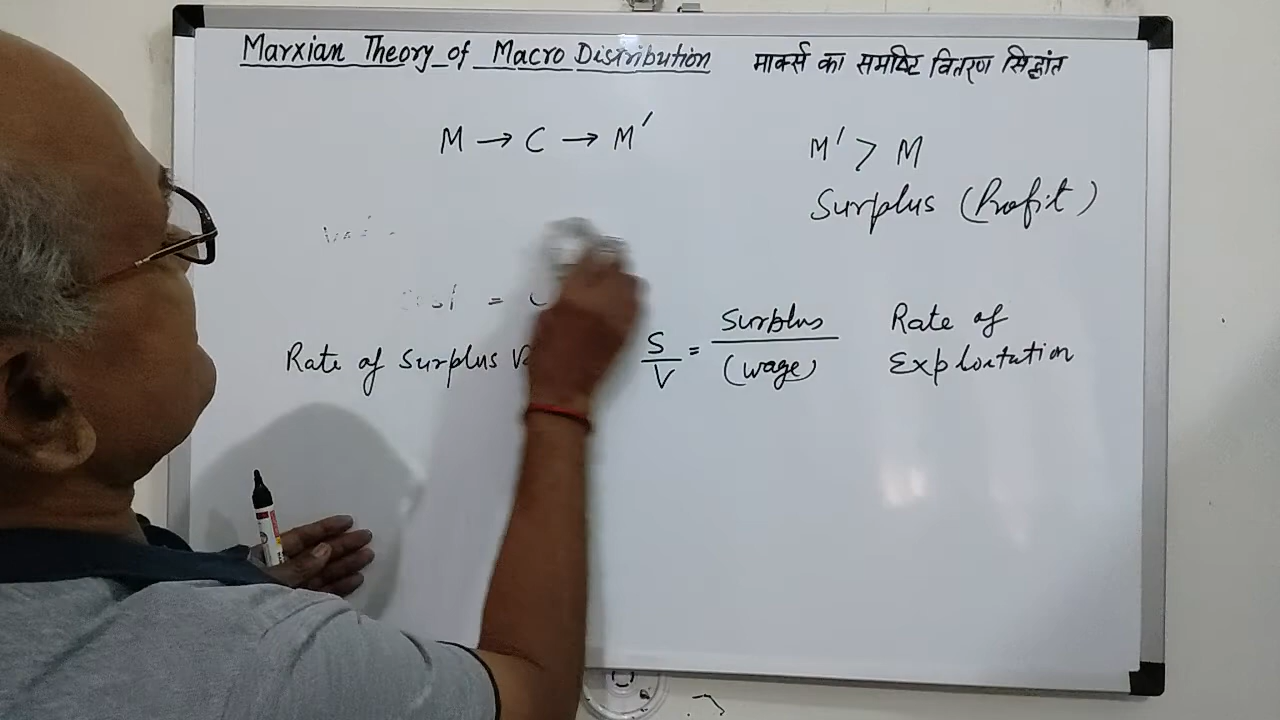 Marxian Theory of Macro Distribution मार्क्स का समष्टि वितरण सिद्धांत
M → C → M′
M′ > M
Surplus (Profit)
=
Rate of Surplus
S/V = Surplus/(wage)
Rate of
Exploitation